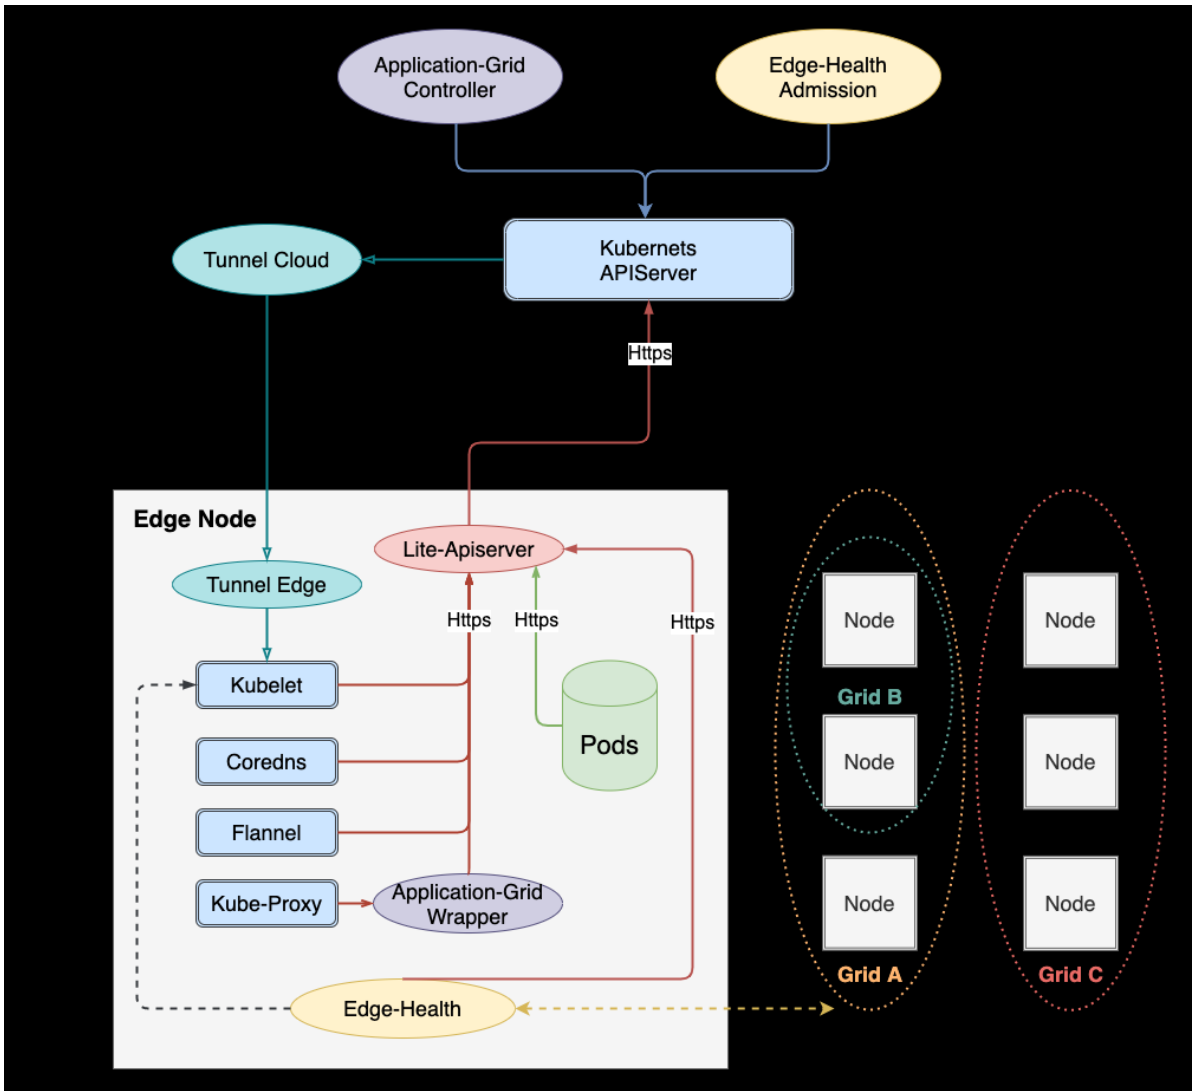 Application-Grid
Controller
Edge-Health
Admission
Tunnel Cloud
Kubernets
APIServer
Https
Edge Node
Lite-Apiserver
Tunnel Edge
Https
Https
Https
Node
Node
Kubelet
Grid B
Pods
Coredns
Node
Node
Flannel
Kube-Proxy
Application-Grid
Wrapper
Node
Node
Grid A
Grid C
Edge-Health